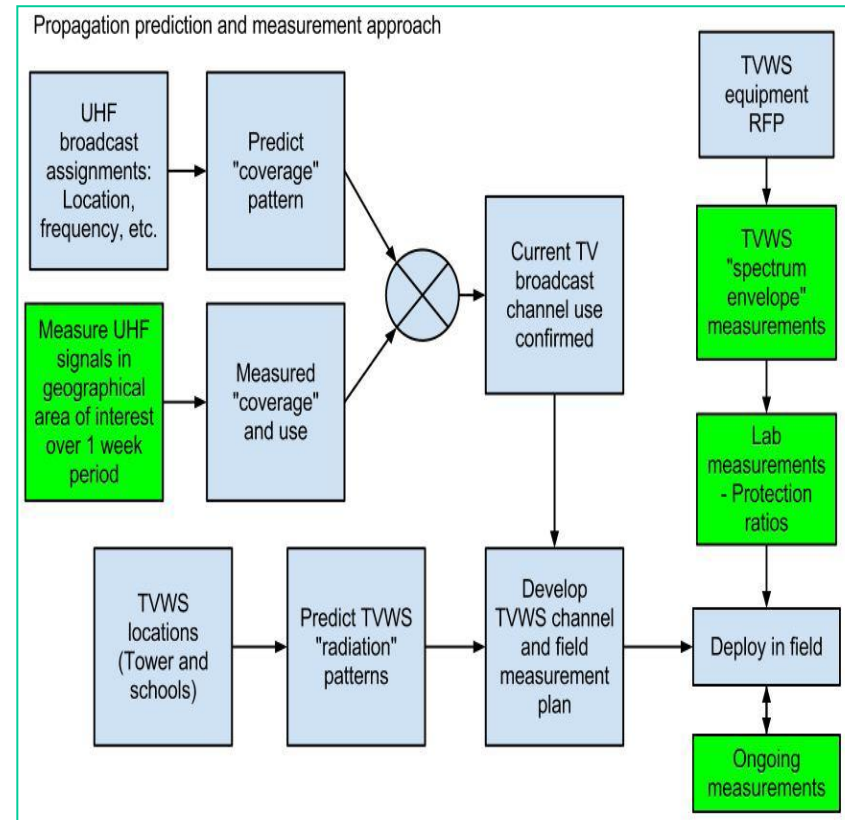 Propagation prediction and measurement approach
UHF
broadcast
assignments:
Location,
frequency, etc.
Predict
"coverage"
pattern
Measure UHF
signals in
geographical
area of interest
over 1 week
period
Measured
"coverage"
and use
Current TV
broadcast
channel use
confirmed
TVWS
equipment
RFP
TVWS
"spectrum
envelope"
measurements
Lab
measurements
- Protection
ratios
TVWS
locations
(Tower and
schools)
Predict TVWS
"radiation"
patterns
Develop
TVWS channel
and field
measurement
plan
Deploy in field
Ongoing
measurements